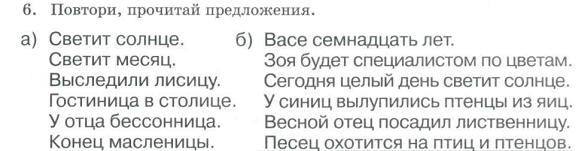 6. Повтори, прочитай предложения.
а) Светит солнце.
Светит месяц.
Выследили лисицу.
Гостиница в столице.
У отца бессонница.
Конец масленицы.
б) Васе семнадцать лет.
Зоя будет специалистом по цветам.
Сегодня целый день светит солнце.
У синиц вылупились птенцы из яиц.
Весной отец посадил лиственницу.
Песец охотится на птиц и птенцов.